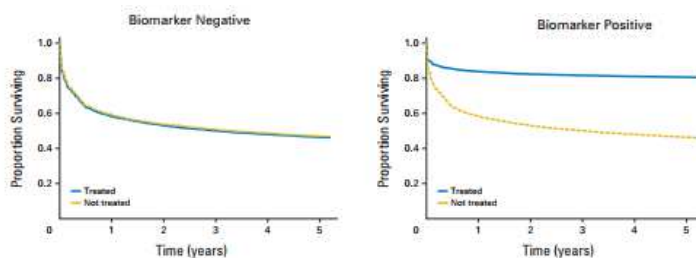 Biomarker Negative
Proportion Surviving
1.0
0.8
0.6
0.4
0.2
Treated
Not treated
0 1 2 3 4 5
Time (years)
Biomarker Positive
Proportion Surviving
1.0
0.8
0.6
0.4
0.2
Treated
Not treated
0 1 2 3 4 5
Time (years)